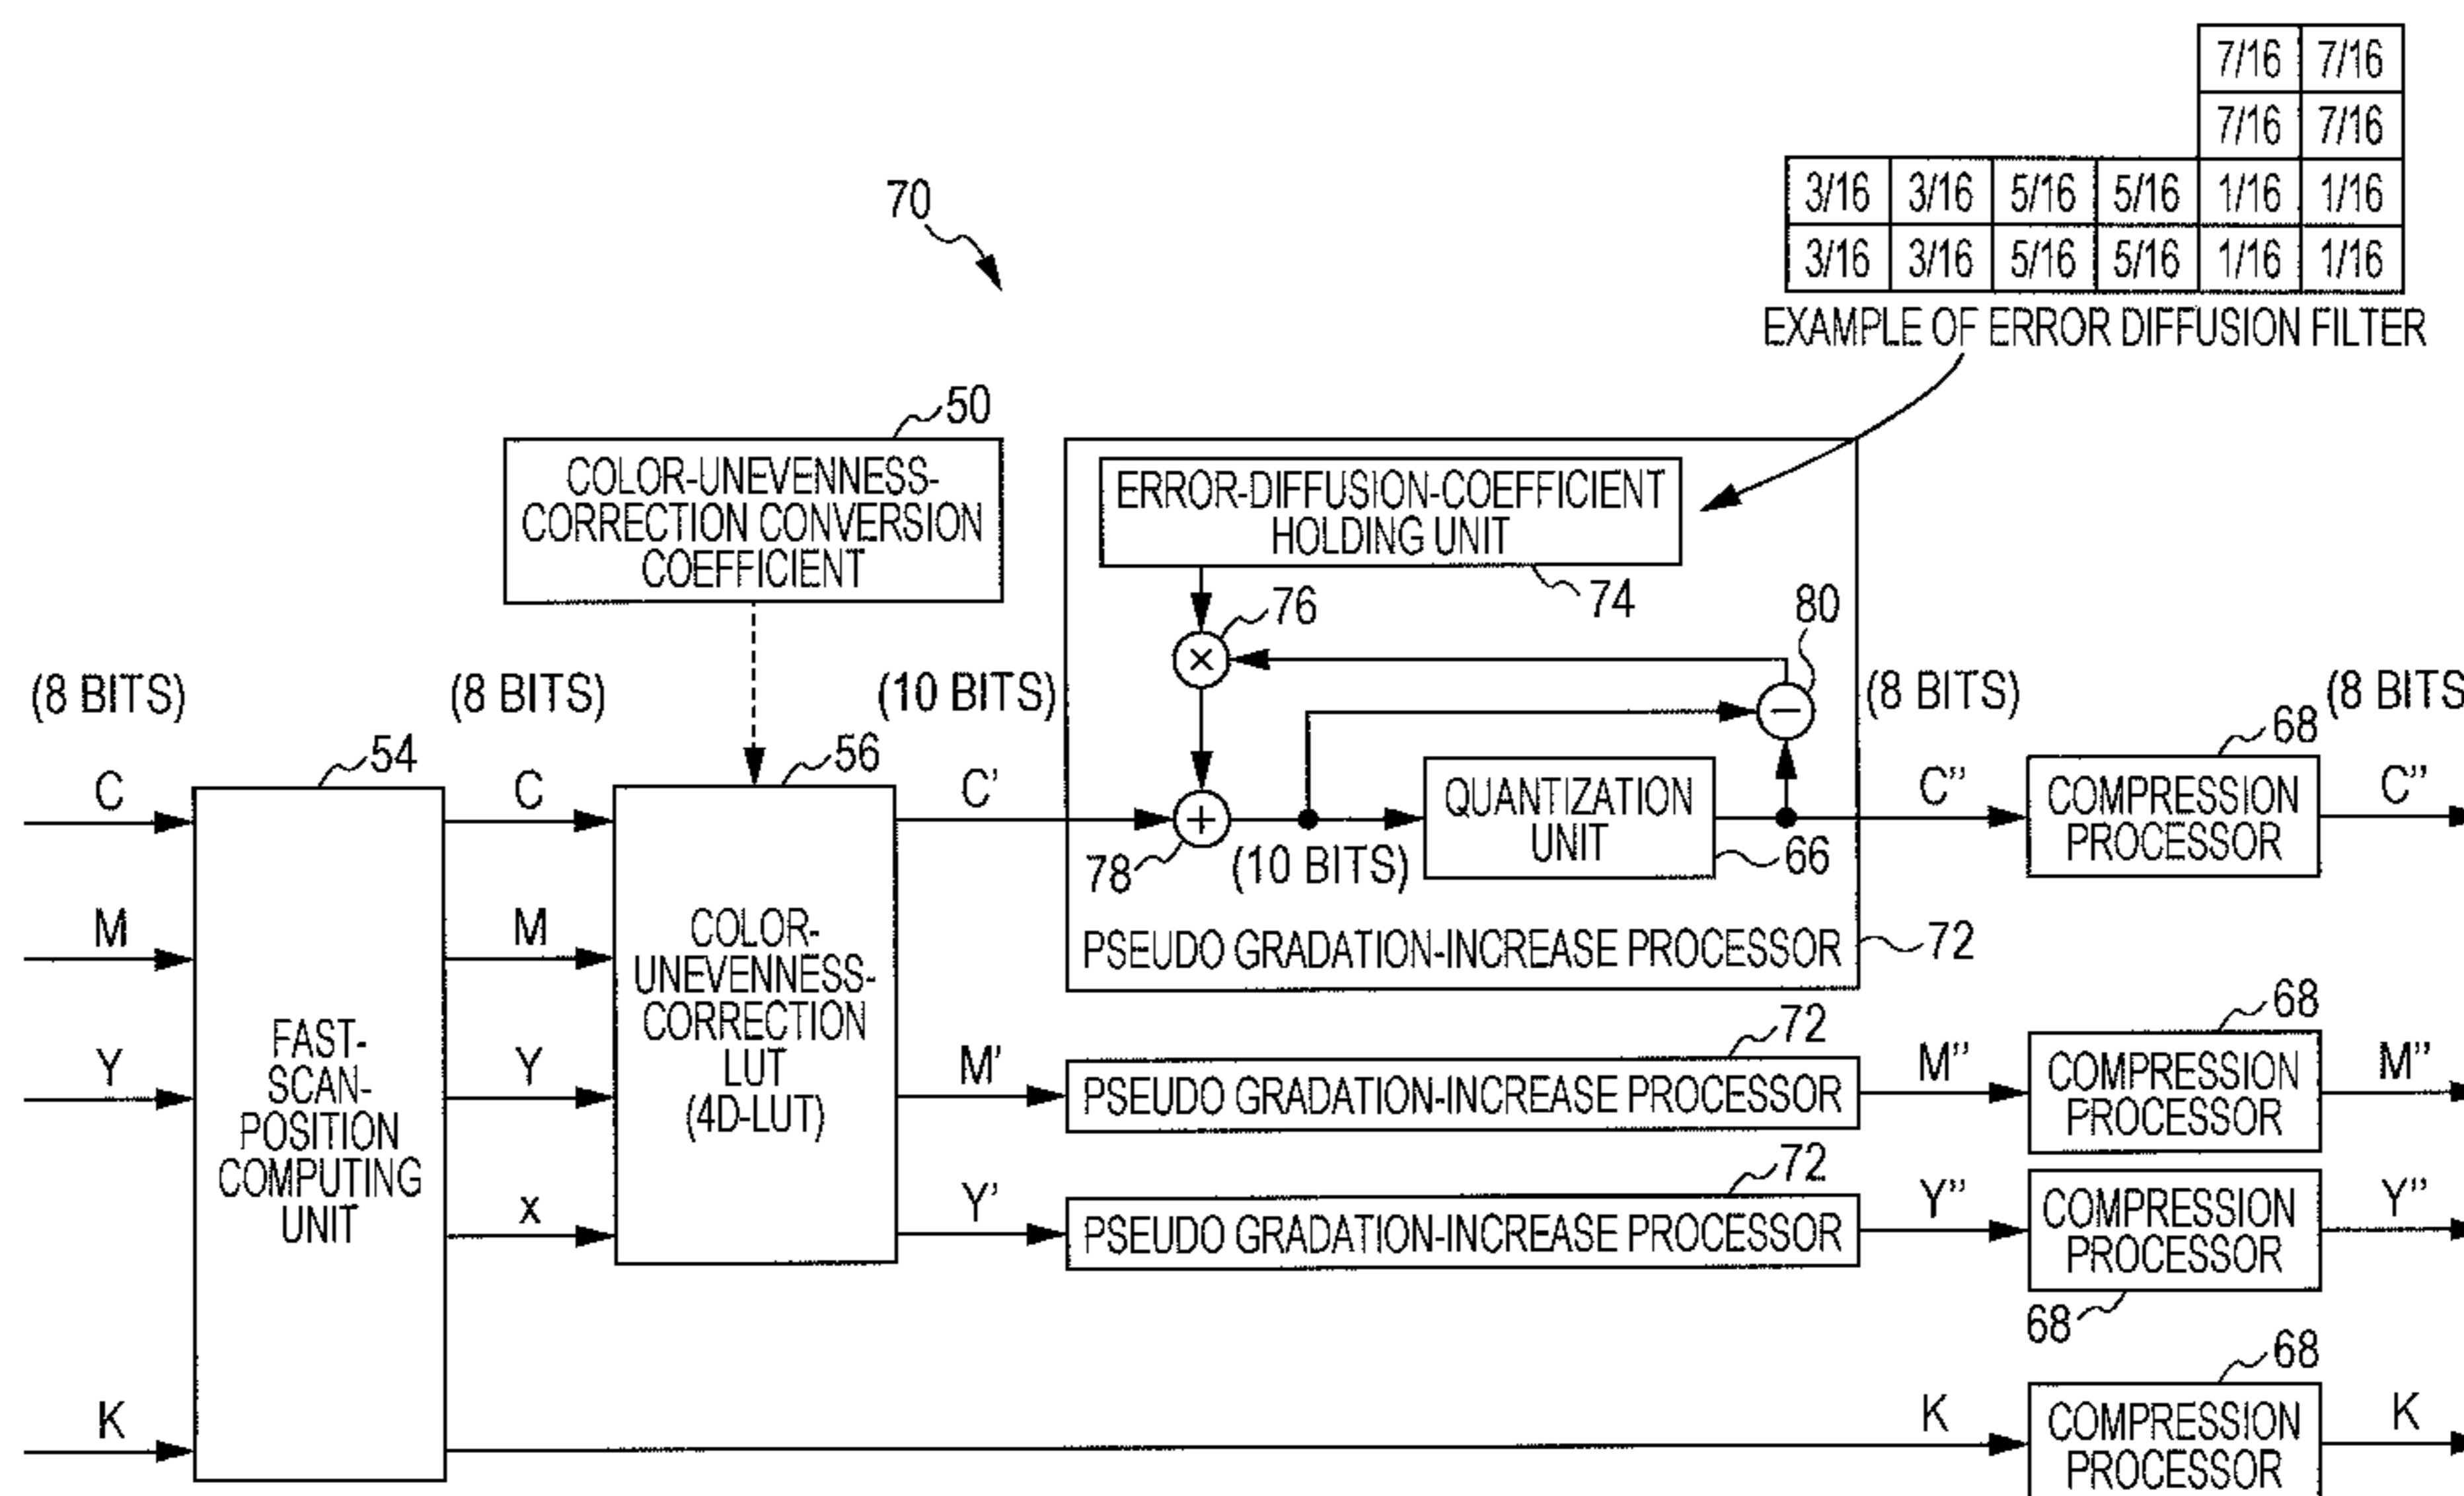 7/16 7/16
7/16 7/16
3/16 3/16 5/16 5/16 1/16 1/16
3/16 3/16 5/16 5/16 1/16 1/16
EXAMPLE OF ERROR DIFFUSION FILTER
70
50
COLOR-UNEVENNESS-
CORRECTION CONVERSION
COEFFICIENT
ERROR-DIFFUSION-COEFFICIENT
HOLDING UNIT
74
76
80
(8 BITS)
(8 BITS)
(10 BITS)
(8 BITS)
(8 BITS
×
−
54
56
68
C
C
C'
+
78
(10 BITS)
QUANTIZATION
UNIT
66
C''
COMPRESSION
PROCESSOR
C''
PSEUDO GRADATION-INCREASE PROCESSOR
72
M
M
COLOR-
UNEVENNESS-
CORRECTION
LUT
(4D-LUT)
FAST-
SCAN-
POSITION
COMPUTING
UNIT
Y
Y
M'
72
PSEUDO GRADATION-INCREASE PROCESSOR
M''
68
COMPRESSION
PROCESSOR
M''
x
Y'
72
PSEUDO GRADATION-INCREASE PROCESSOR
Y''
COMPRESSION
PROCESSOR
68
Y''
K
K
68
COMPRESSION
PROCESSOR
K